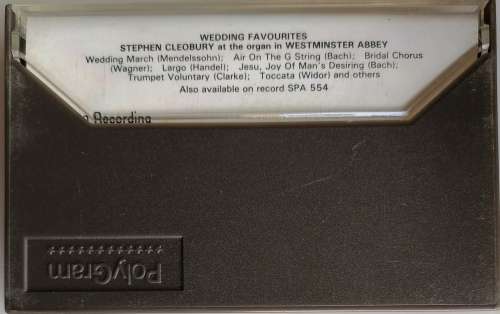 WEDDING FAVOURITES
STEPHEN CLEOBURY at the organ in WESTMINSTER ABBEY
Wedding March (Mendelssohn); Air On The G String (Bach); Bridal Chorus
(Wagner); Largo (Handel); Jesu, Joy Of Man's Desiring (Bach);
Trumpet Voluntary (Clarke); Toccata (Widor) and others
Also available on record SPA 554
Recording
PolyGram